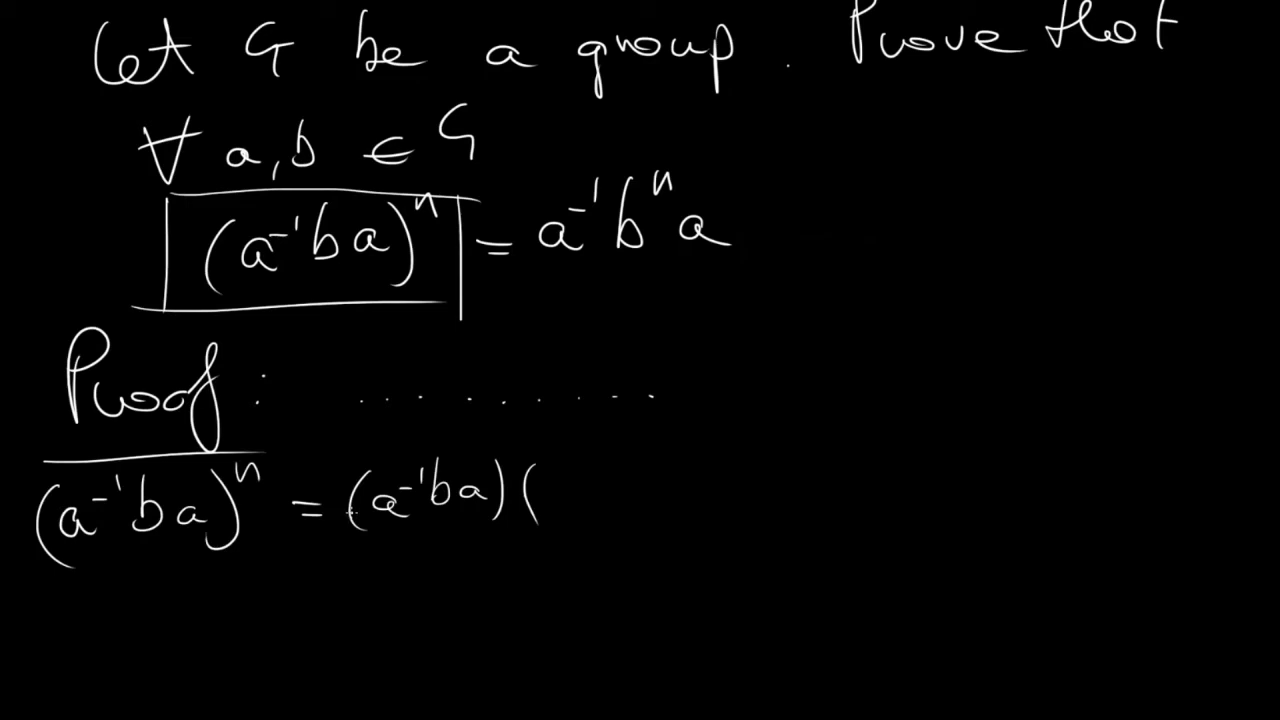 Let G be a group. Prove that
∀ a, b ∈ G
(a⁻¹ba)ⁿ = a⁻¹bⁿa
Proof: . . . . . . . . .
(a⁻¹ba)ⁿ = (a⁻¹ba)(